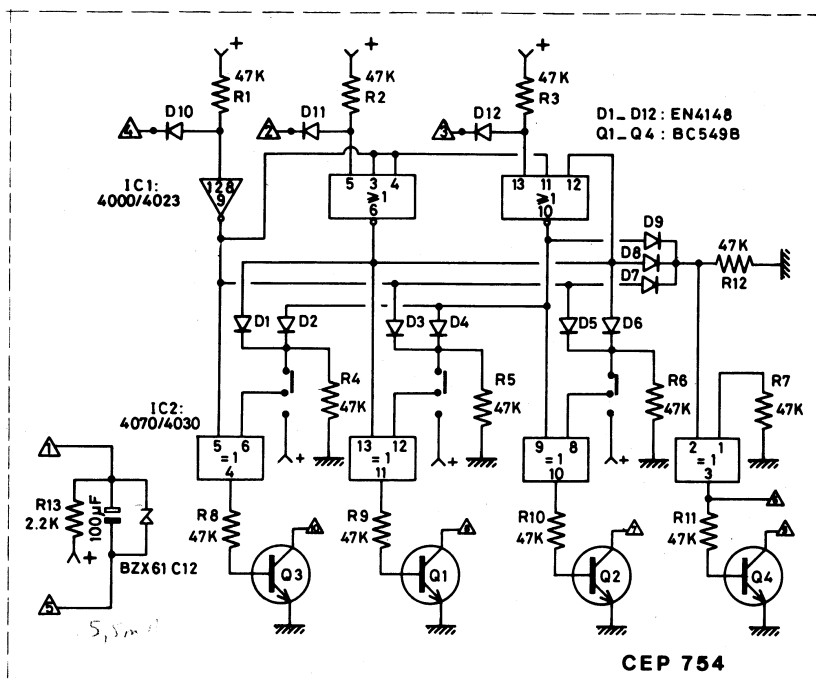 + + +
47K 47K 47K
R1 R2 R3
D10 D11 D12
D1_D12: EN4148
Q1_Q4: BC549B
4 2 3
IC1:
4000/4023
1 2 8
9
5 3 4
≥1
6
13 11 12
≥1
10
D9
D8
D7
47K
R12
D1 D2 D3 D4 D5 D6
R4
47K
R5
47K
R6
47K
R7
47K
IC2:
4070/4030
5 6
=1
4
+
13 12
=1
11
+
9 8
=1
10
+
2 1
=1
3
1
R13
2.2K
100µF
+
BZX61 C12
5
R8
47K
R9
47K
R10
47K
R11
47K
7
Q3 Q1 Q2 Q4
CEP 754